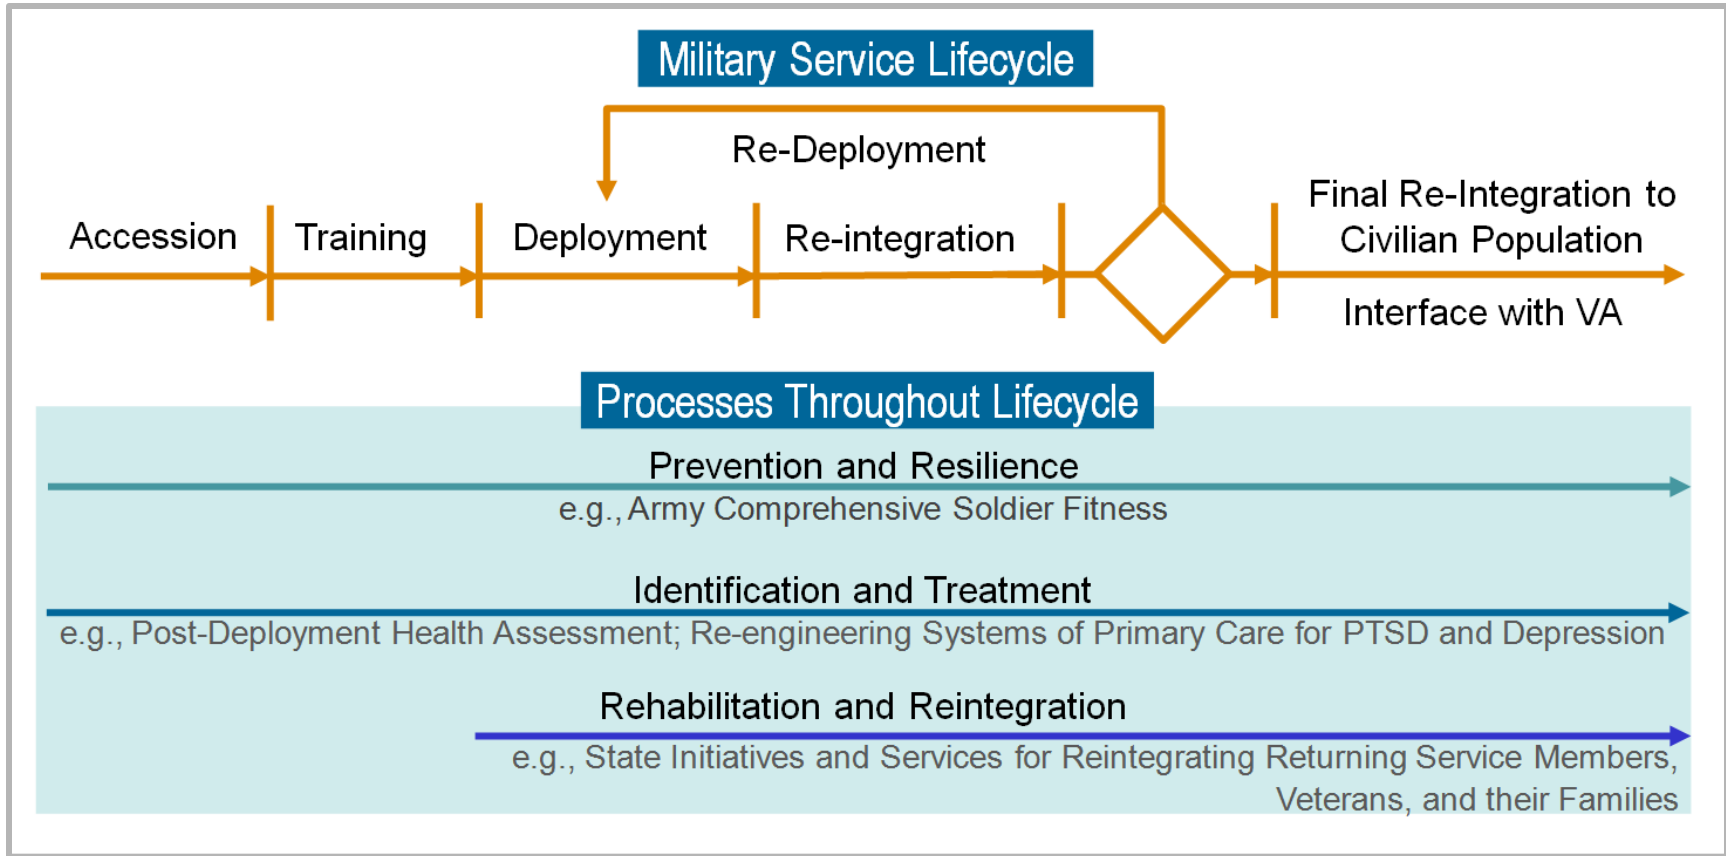 Military Service Lifecycle
Re-Deployment
Accession
Training
Deployment
Re-integration
Final Re-Integration to
Civilian Population
Interface with VA
Processes Throughout Lifecycle
Prevention and Resilience
e.g., Army Comprehensive Soldier Fitness
Identification and Treatment
e.g., Post-Deployment Health Assessment; Re-engineering Systems of Primary Care for PTSD and Depression
Rehabilitation and Reintegration
e.g., State Initiatives and Services for Reintegrating Returning Service Members,
Veterans, and their Families